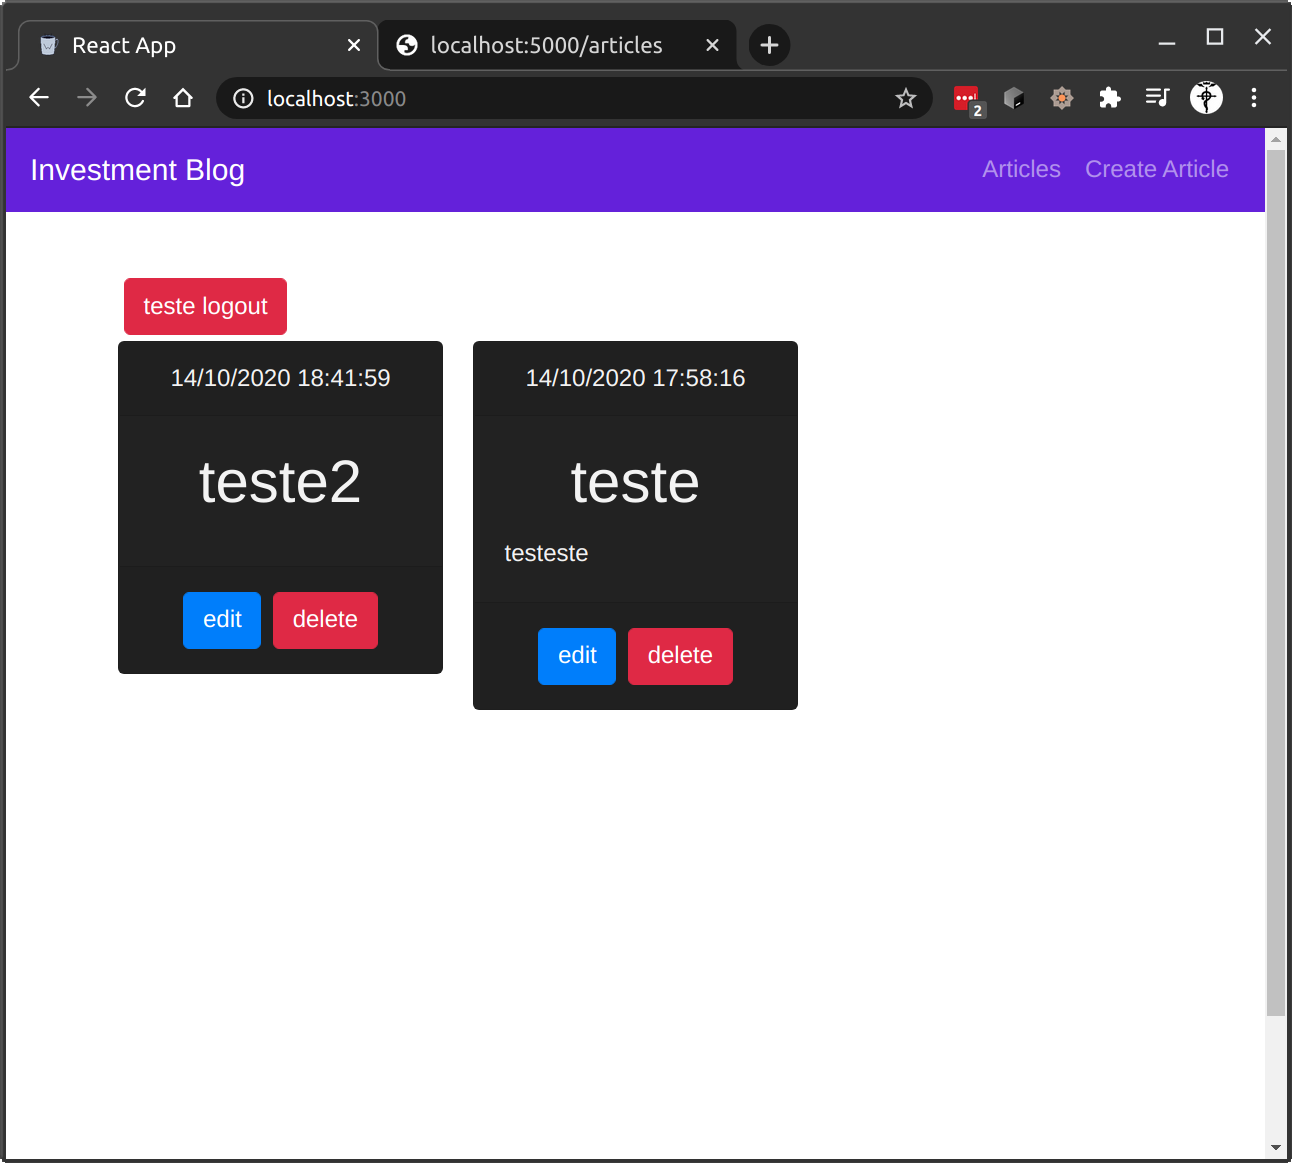 React App
localhost:5000/articles
localhost:3000
2
Investment Blog
Articles
Create Article
teste logout
14/10/2020 18:41:59
teste2
edit
delete
14/10/2020 17:58:16
teste
testeste
edit
delete